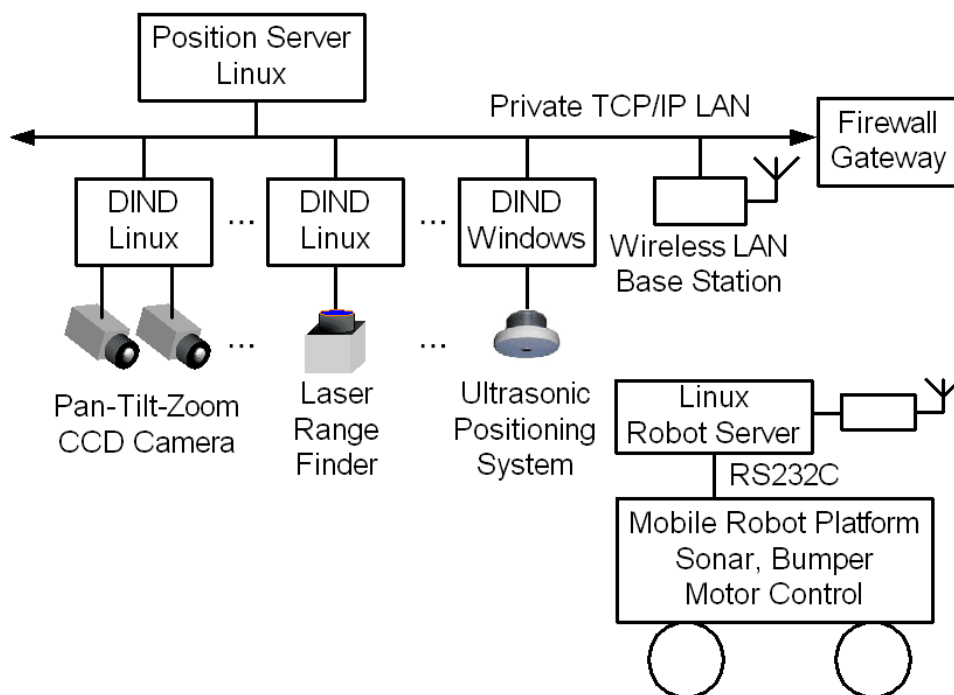 Position Server
Linux
Private TCP/IP LAN
Firewall
Gateway
DIND
Linux
...
DIND
Linux
...
DIND
Windows
Wireless LAN
Base Station
...
...
Pan-Tilt-Zoom
CCD Camera
Laser
Range
Finder
Ultrasonic
Positioning
System
Linux
Robot Server
RS232C
Mobile Robot Platform
Sonar, Bumper
Motor Control